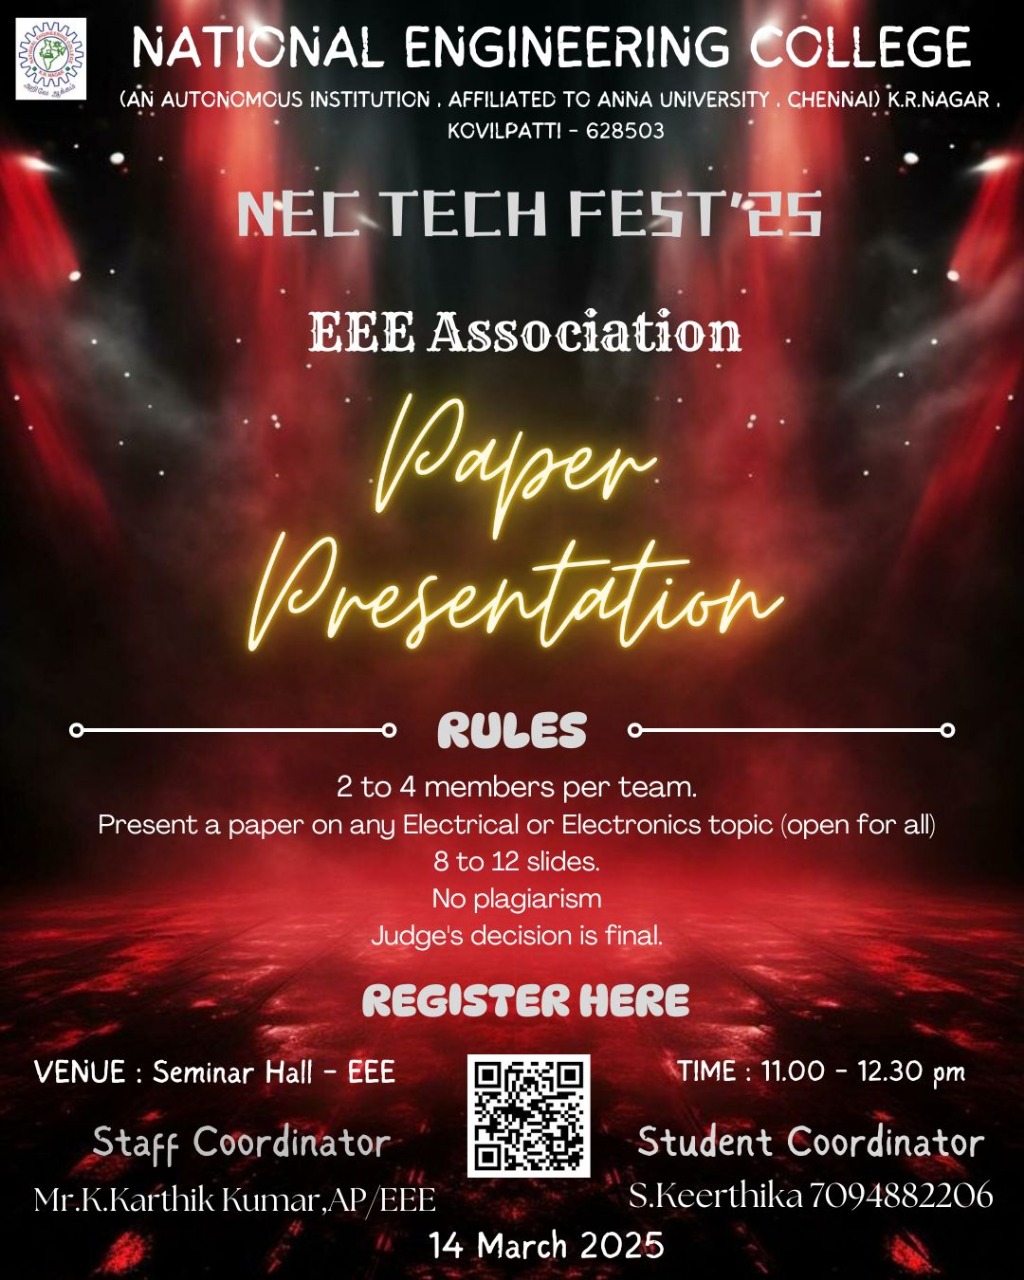 NATIONAL ENGINEERING COLLEGE
(AN AUTONOMOUS INSTITUTION . AFFILIATED TO ANNA UNIVERSITY . CHENNAI) K.R.NAGAR .
KOVILPATTI - 628503
NEC TECH FEST'25
EEE Association
Paper
Presentation
RULES
2 to 4 members per team.
Present a paper on any Electrical or Electronics topic (open for all)
8 to 12 slides.
No plagiarism
Judge's decision is final.
REGISTER HERE
VENUE : Seminar Hall - EEE
TIME : 11.00 - 12.30 pm
Staff Coordinator
Student Coordinator
Mr.K.Karthik Kumar,AP/EEE
S.Keerthika 7094882206
14 March 2025